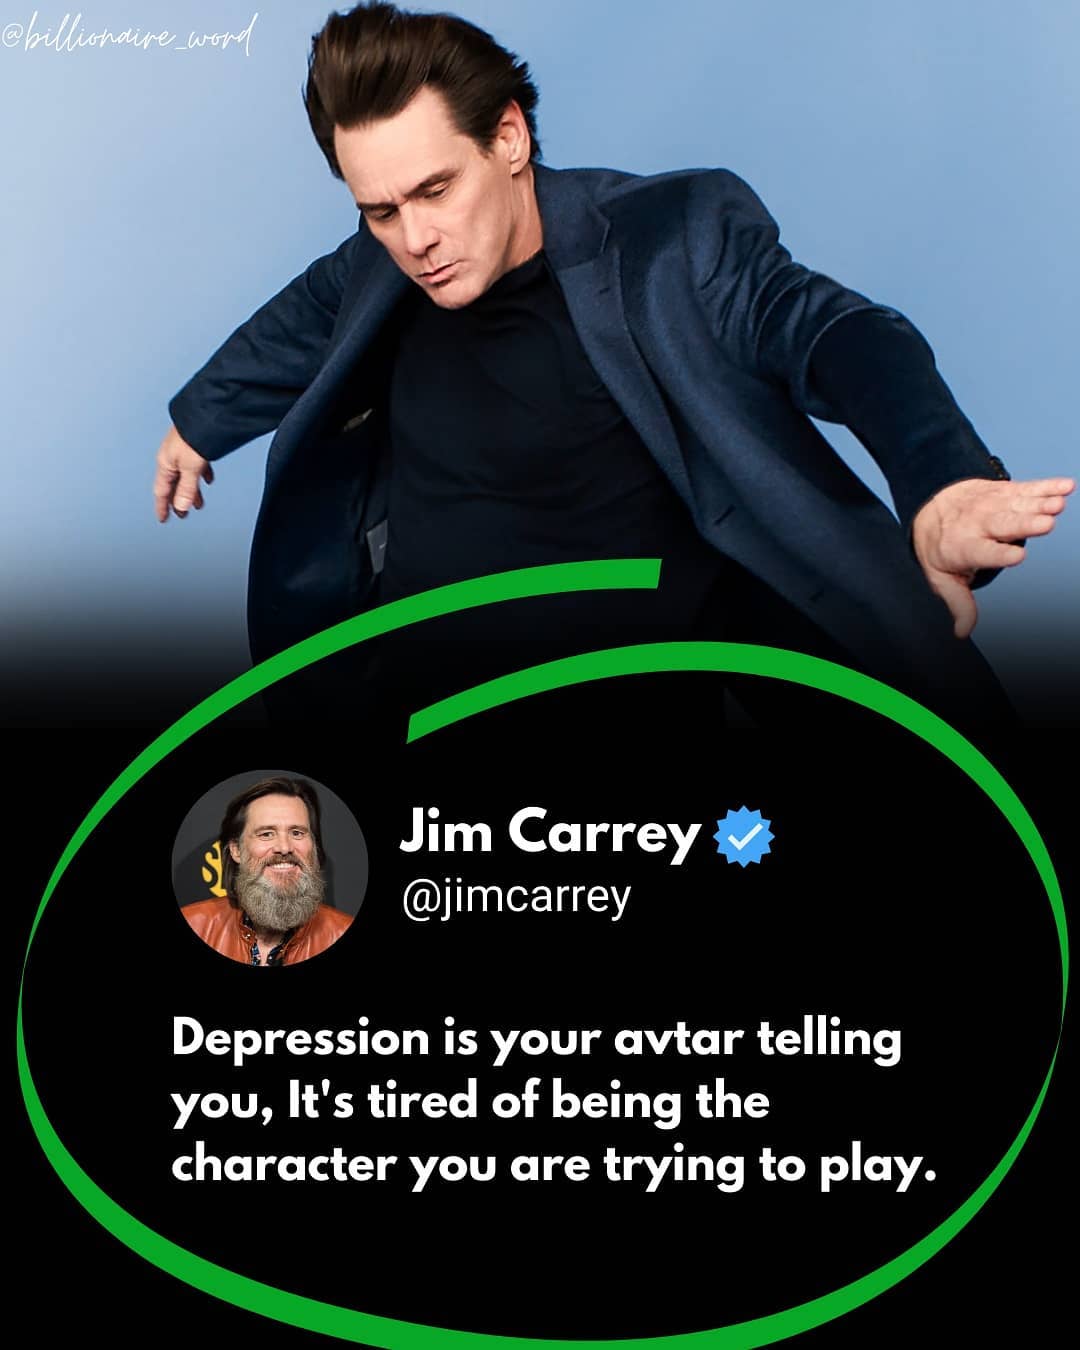 @billionaire_word
Jim Carrey
@jimcarrey
Depression is your avtar telling
you, It's tired of being the
character you are trying to play.